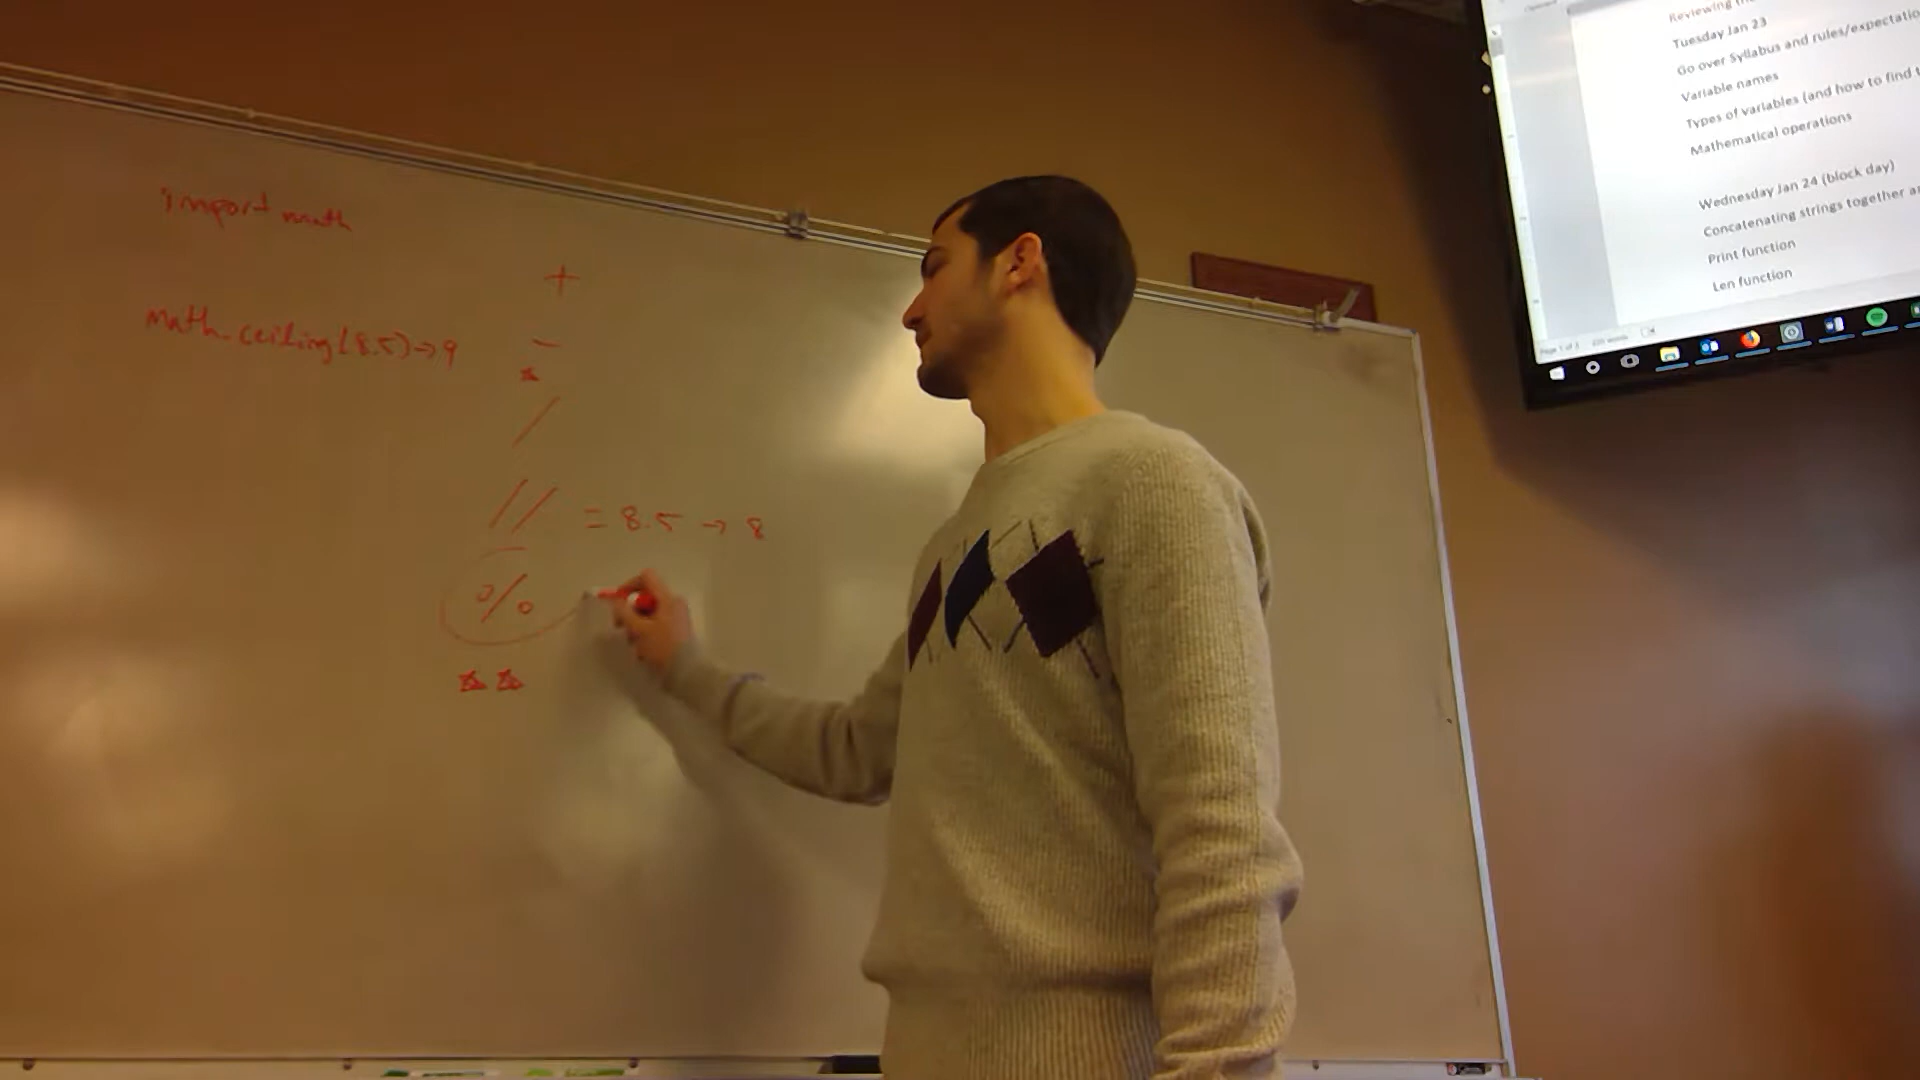 import math
math.ceiling(8.5)→9
+
-
*
/
// = 8.5 → 8
%
**
Reviewing
Tuesday Jan 23
Go over Syllabus and rules/expectatio
Variable names
Types of variables (and how to find t
Mathematical operations
Wednesday Jan 24 (block day)
Concatenating strings together a
Print function
Len function